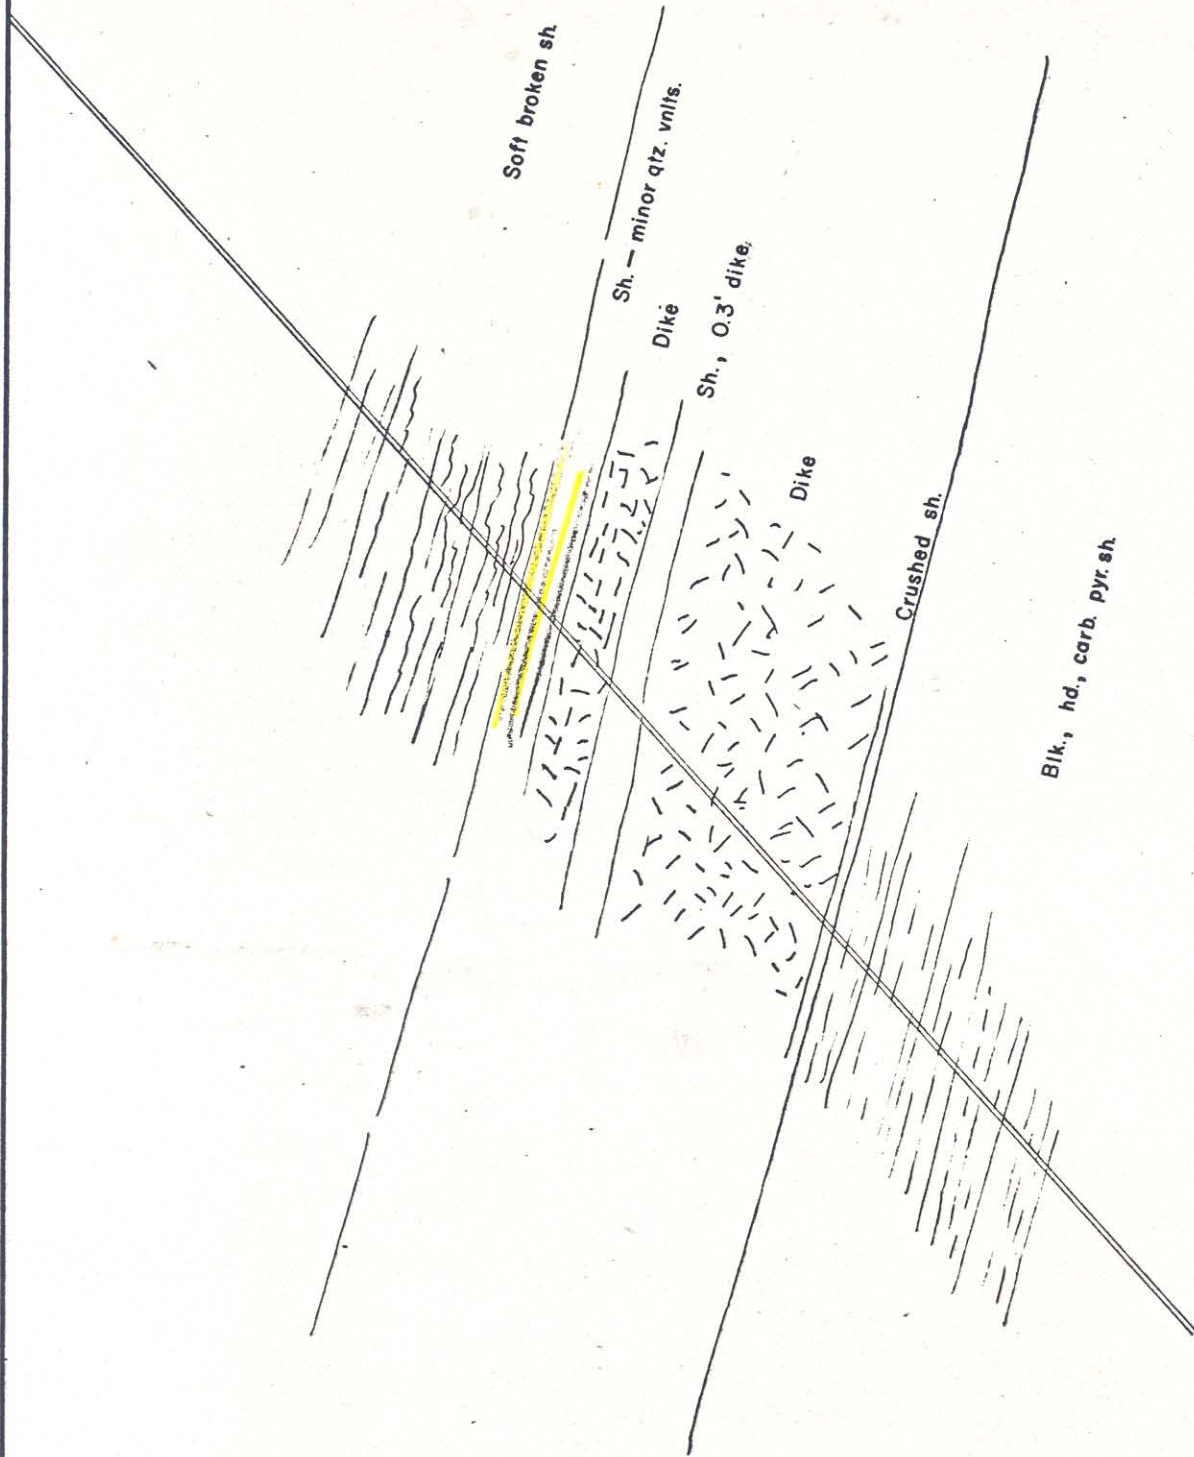 Soft broken sh.
Sh. — minor qtz. vnlts.
Dike
Sh., 0.3' dike.
Dike
Crushed sh.
Blk., hd., carb. pyr. sh.